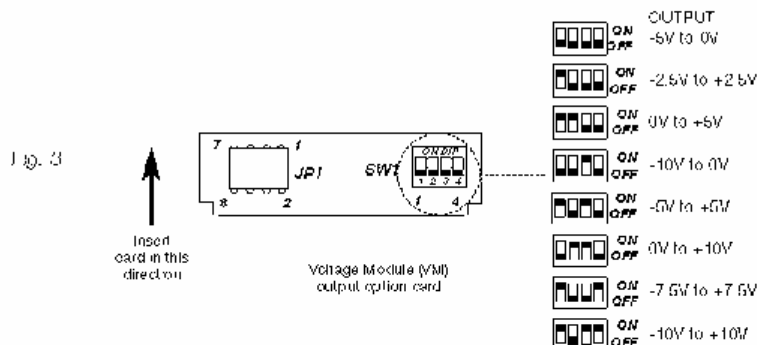 OUTPUT
ON
OFF -5V to 0V
ON
OFF -2.5V to +2.5V
ON
OFF 0V to +5V
ON
OFF -10V to 0V
ON
OFF -5V to +5V
ON
OFF 0V to +10V
ON
OFF -7.5V to +7.5V
ON
OFF -10V to +10V
Fig. 3
7 1
JP1
8 2
SW1
ON DIP
1 2 3 4
1 4
Insert
card in this
direction
Voltage Module (VM)
output option card